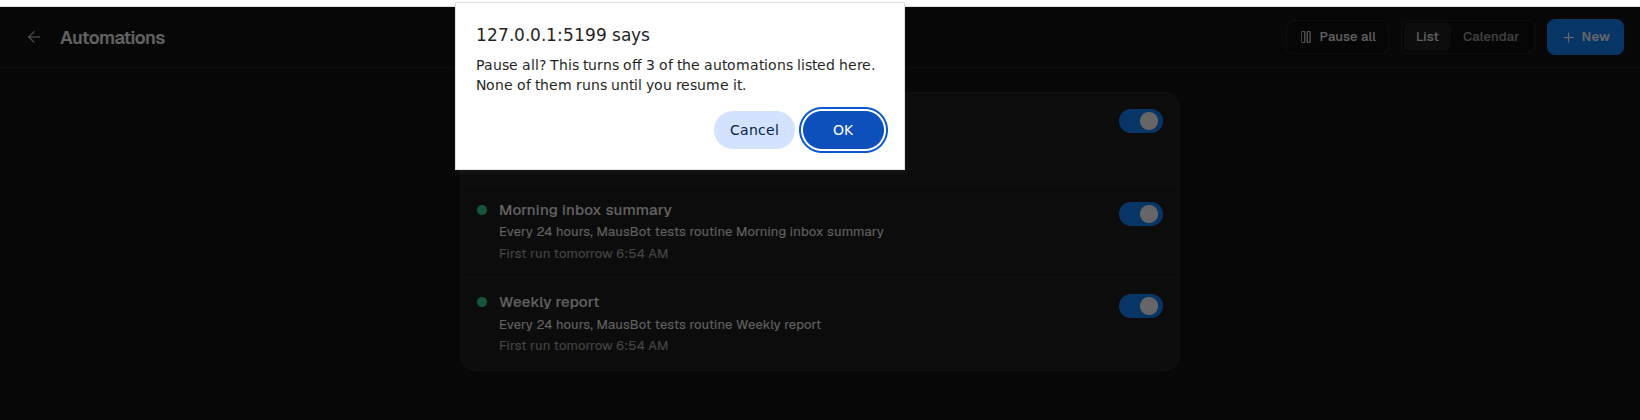 127.0.0.1:5199 says
Pause all? This turns off 3 of the automations listed here.
None of them runs until you resume it.
Cancel
OK
Automations
Pause all
List
Calendar
New
Morning inbox summary
Every 24 hours, MausBot tests routine Morning inbox summary
First run tomorrow 6:54 AM
Weekly report
Every 24 hours, MausBot tests routine Weekly report
First run tomorrow 6:54 AM